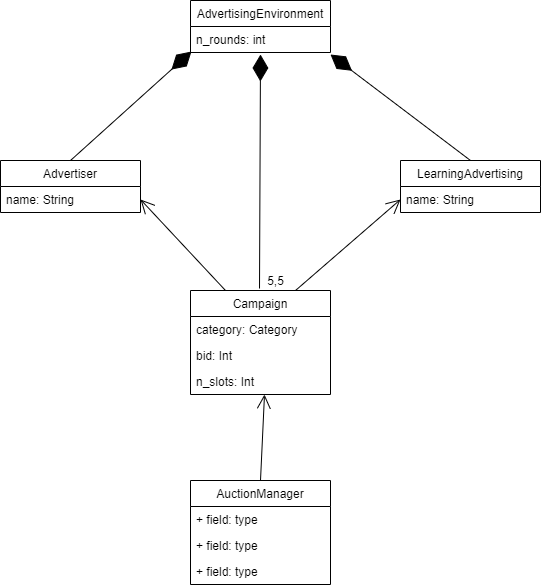 AdvertisingEnvironment
n_rounds: int
Advertiser
name: String
LearningAdvertising
name: String
5,5
Campaign
category: Category
bid: Int
n_slots: Int
AuctionManager
+ field: type
+ field: type
+ field: type